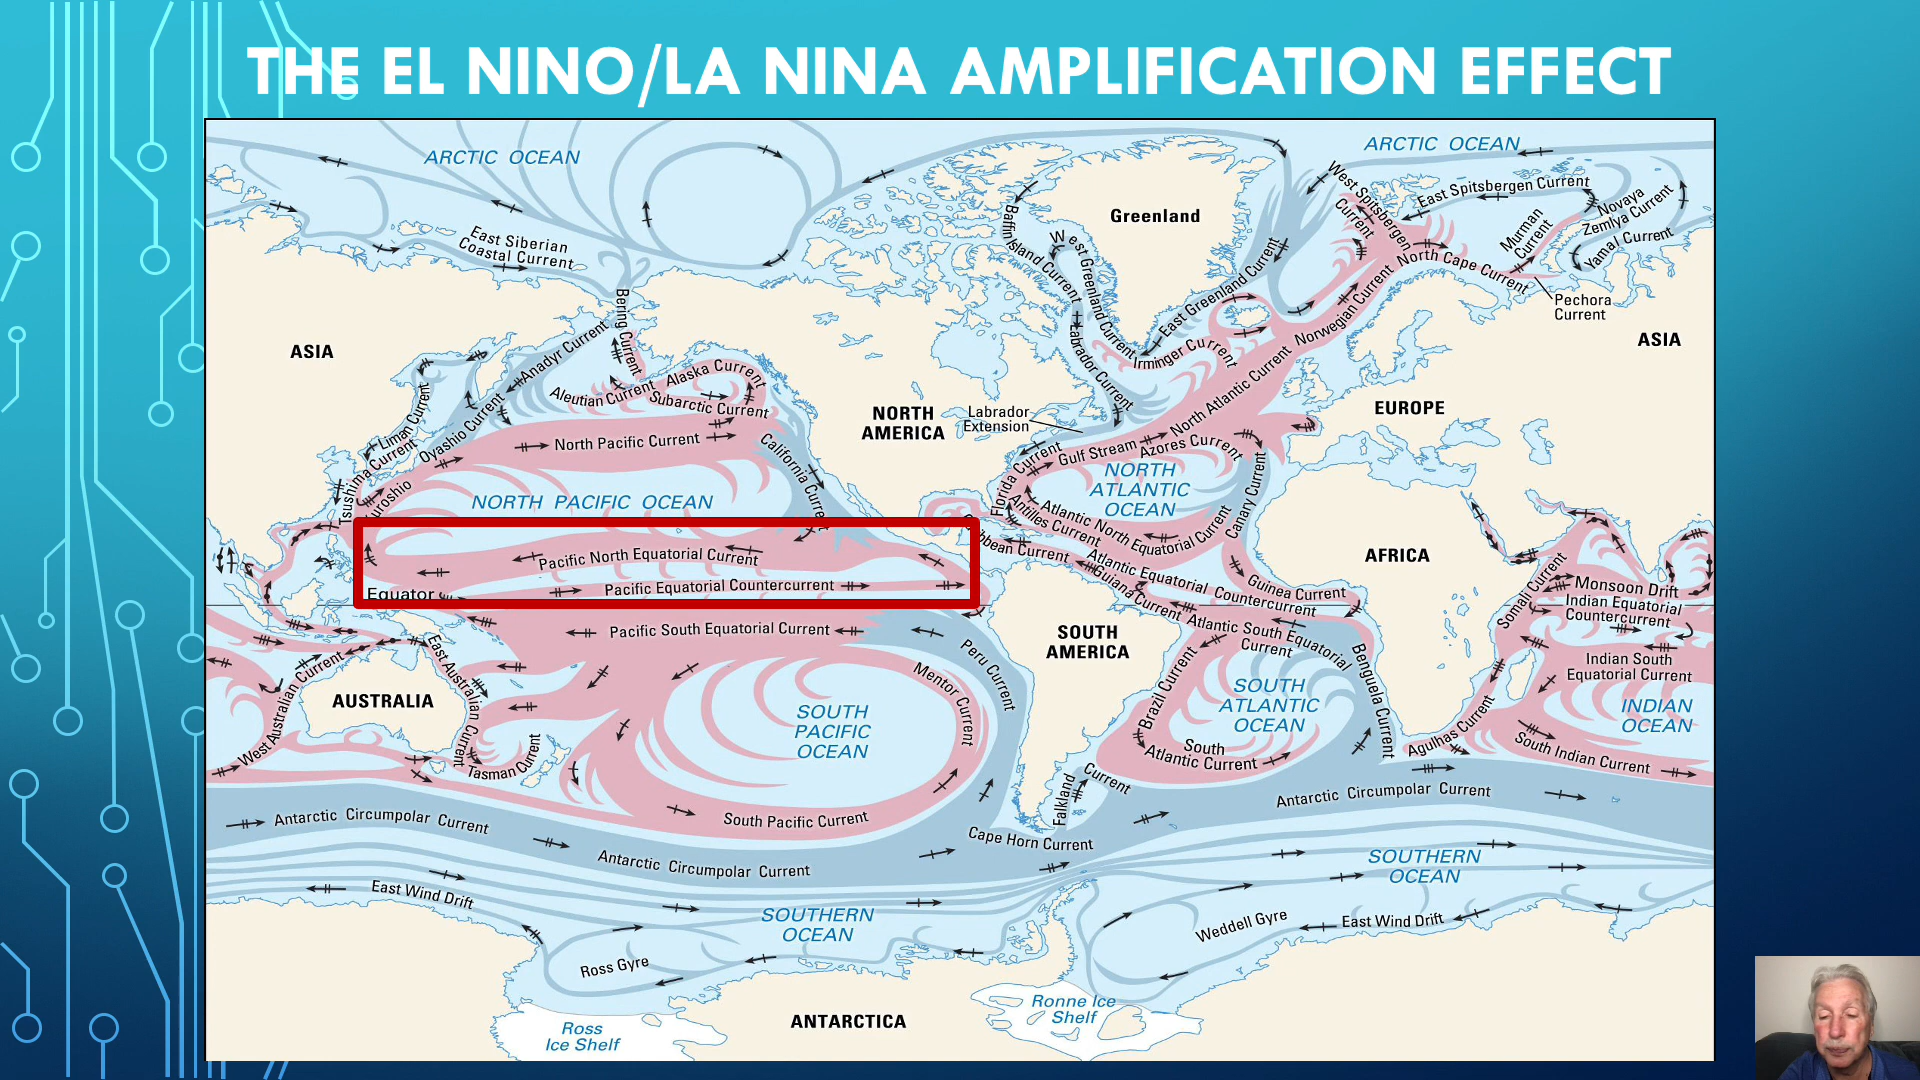 THE EL NINO/LA NINA AMPLIFICATION EFFECT
ARCTIC OCEAN
ARCTIC OCEAN
Greenland
West Spitsbergen
Current
East Spitsbergen Current
Novaya
Zemlya Current
Murman
Current
Yamal Current
East Siberian
Coastal Current
Baffin Island Current
West Greenland Current
East Greenland Current
North Cape Current
Norwegian Current
Pechora
Current
Bering Current
Anadyr Current
ASIA
ASIA
Labrador Current
Irminger Current
Aleutian Current
Alaska Current
Subarctic Current
Liman Current
Oyashio Current
NORTH
AMERICA
Labrador
Extension
North Atlantic Current
EUROPE
North Pacific Current
California Curre
Tsushima Current
Kuroshio
Florida Current
Gulf Stream
Azores Current
NORTH
ATLANTIC
OCEAN
Canary Current
NORTH PACIFIC OCEAN
Antilles Current
Atlantic North Equatorial Current
bbean Current
AFRICA
Pacific North Equatorial Current
Pacific Equatorial Countercurrent
Equator
Atlantic Equatorial Countercurrent
Guiana Current
Guinea Current
Somali Current
Monsoon Drift
Indian Equatorial
Countercurrent
Pacific South Equatorial Current
Atlantic South Equatorial
Current
SOUTH
AMERICA
Peru Current
Mentor Current
East Australian Current
West Australian Current
AUSTRALIA
Tasman Current
SOUTH
PACIFIC
OCEAN
South Pacific Current
Brazil Current
SOUTH
ATLANTIC
OCEAN
South
Atlantic Current
Benguela Current
Agulhas Current
Indian South
Equatorial Current
INDIAN
OCEAN
South Indian Current
Falkland
Current
Antarctic Circumpolar Current
Antarctic Circumpolar Current
Antarctic Circumpolar Current
Cape Horn Current
SOUTHERN
OCEAN
East Wind Drift
SOUTHERN
OCEAN
Weddell Gyre
East Wind Drift
Ross Gyre
Ross
Ice Shelf
ANTARCTICA
Ronne Ice
Shelf